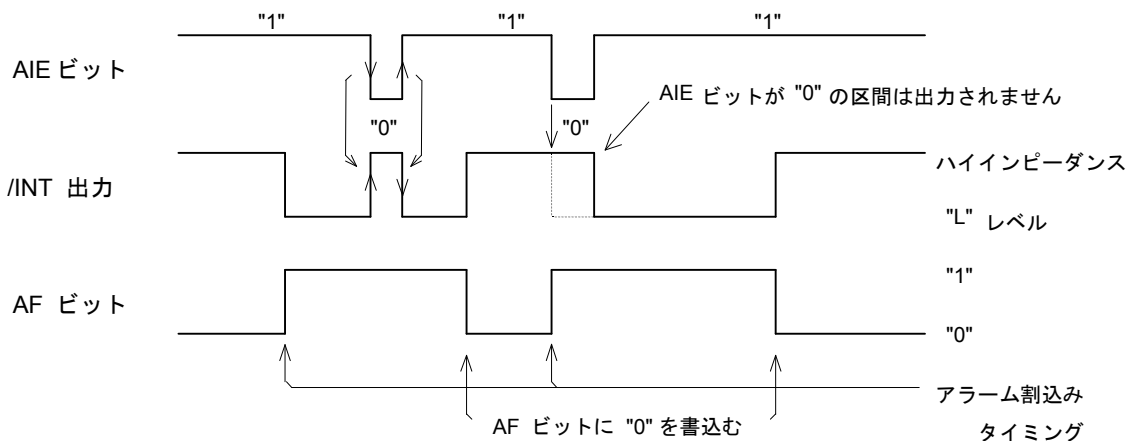 "1" "1" "1"
AIE ビット
AIE ビットが "0" の区間は出力されません
"0" "0"
ハイインピーダンス
/INT 出力
"L" レベル
"1"
AF ビット
"0"
アラーム割込み
タイミング
AF ビットに "0" を書込む